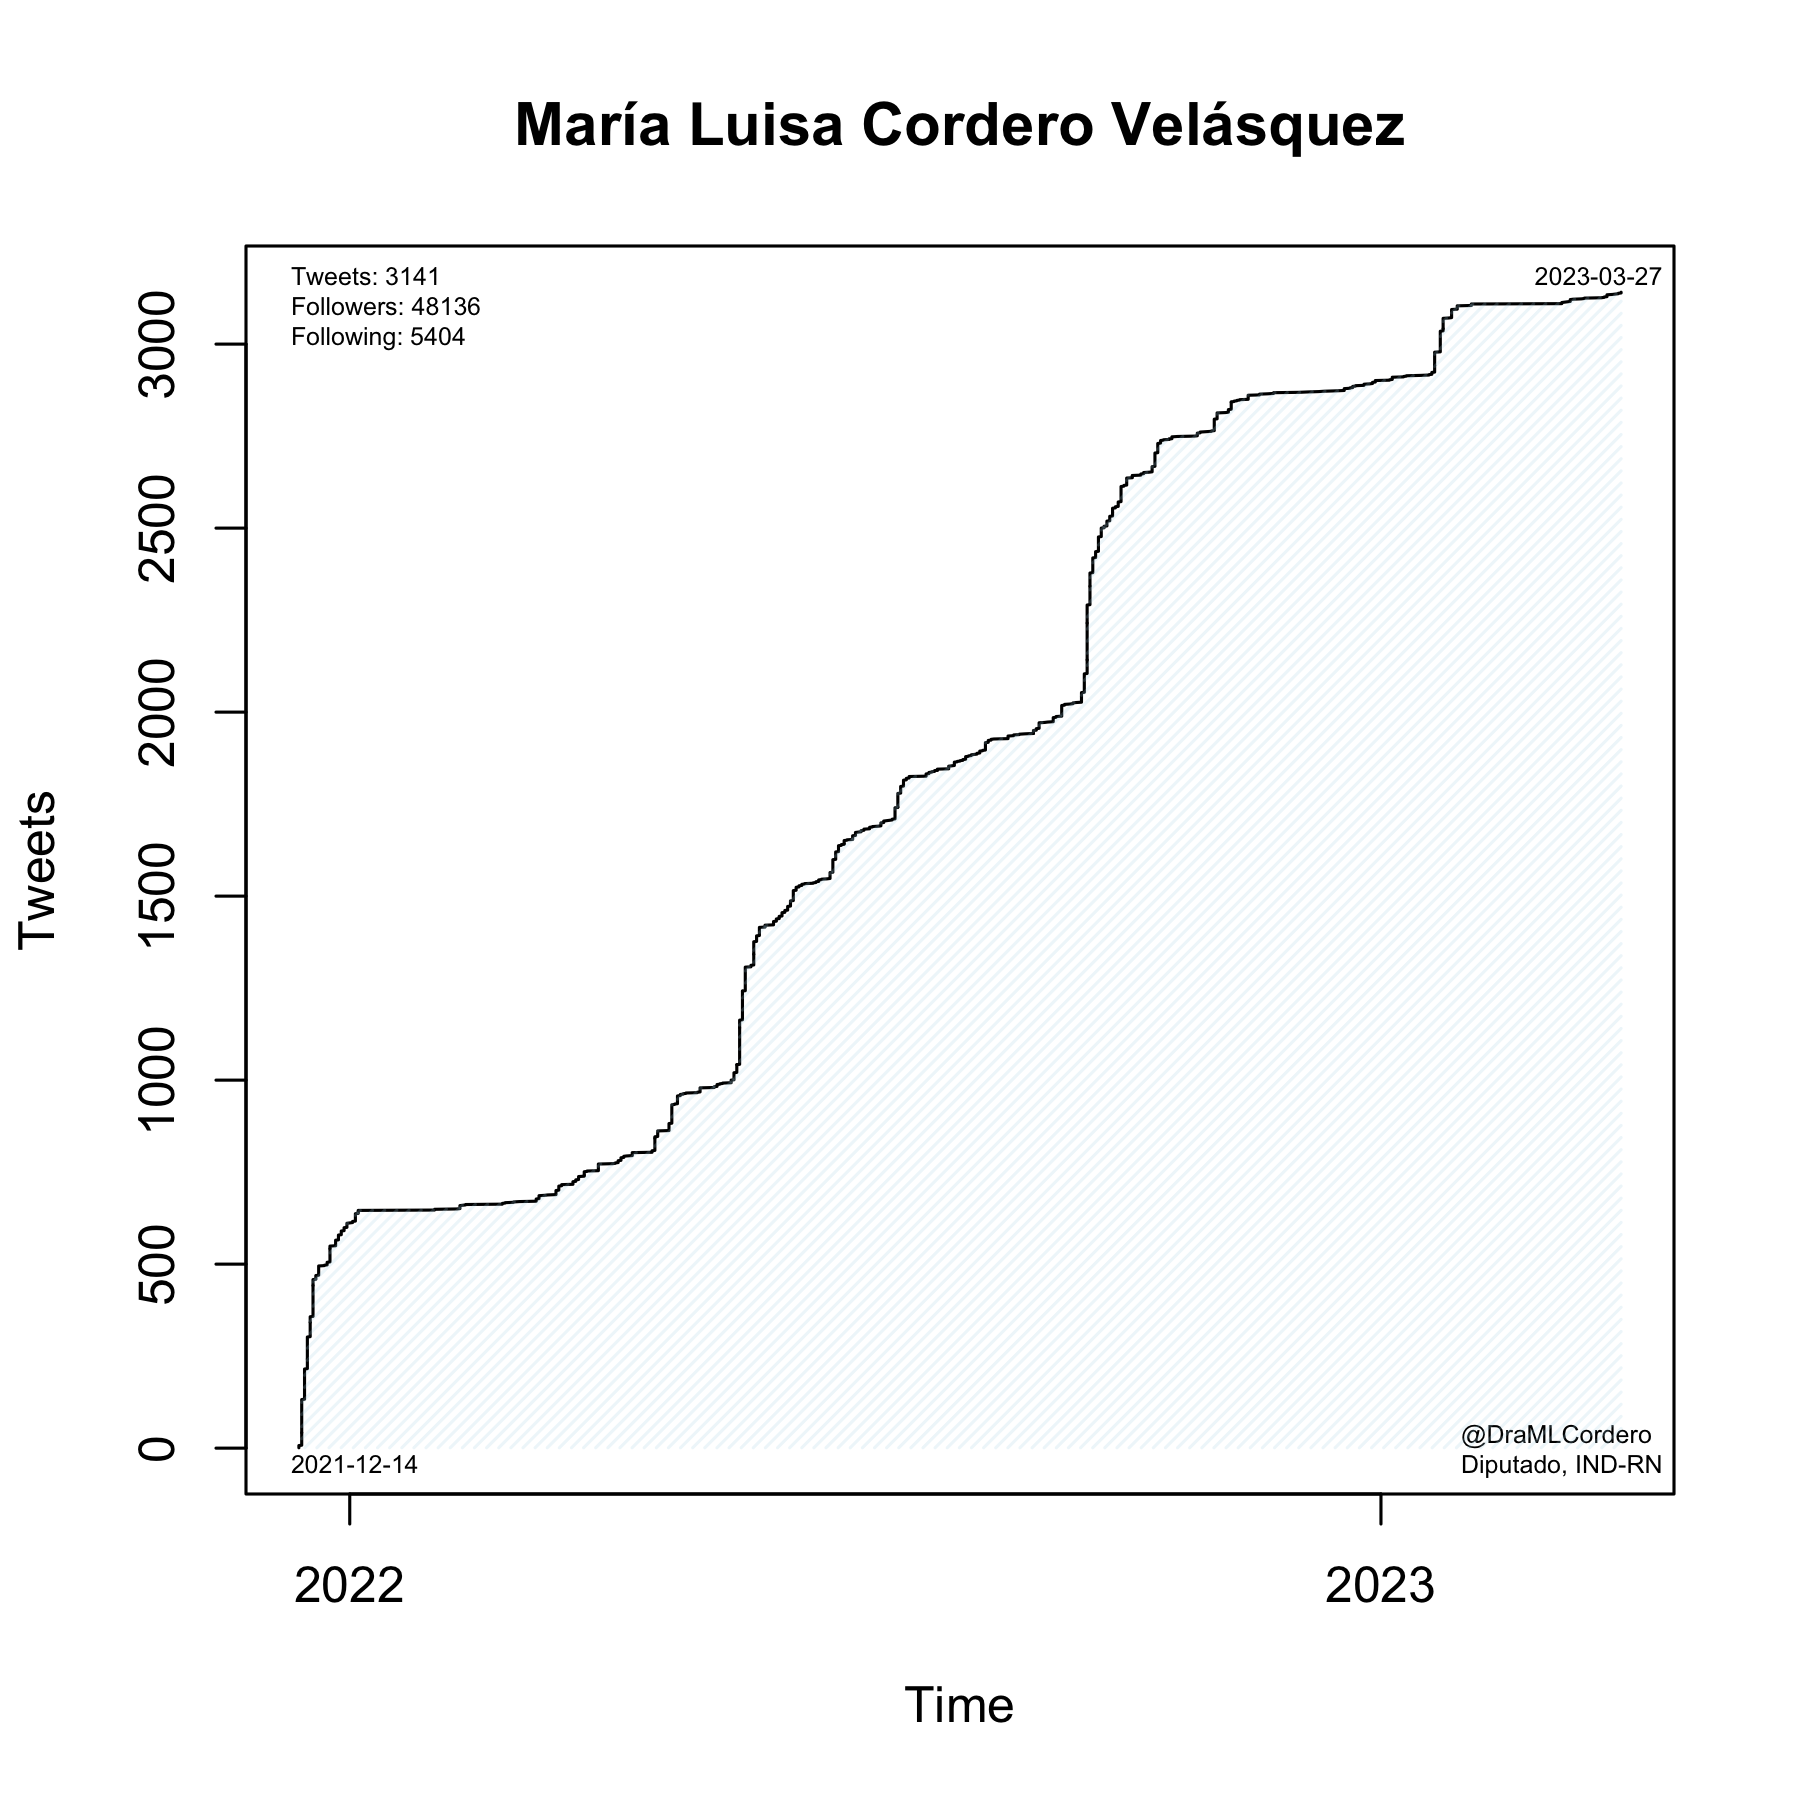 María Luisa Cordero Velásquez
Tweets: 3141
Followers: 48136
Following: 5404
2023-03-27
3000
2500
2000
1500
1000
500
0
Tweets
@DraMLCordero
Diputado, IND-RN
2021-12-14
2022
2023
Time